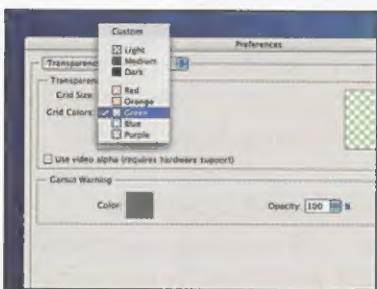 Custom
Light
Medium
Dark
Red
Orange
Green
Blue
Purple
Preferences
Transparency
Grid Size
Grid Colors:
Use video alpha (requires hardware support)
Gamut Warning
Color:
Opacity: 100 %